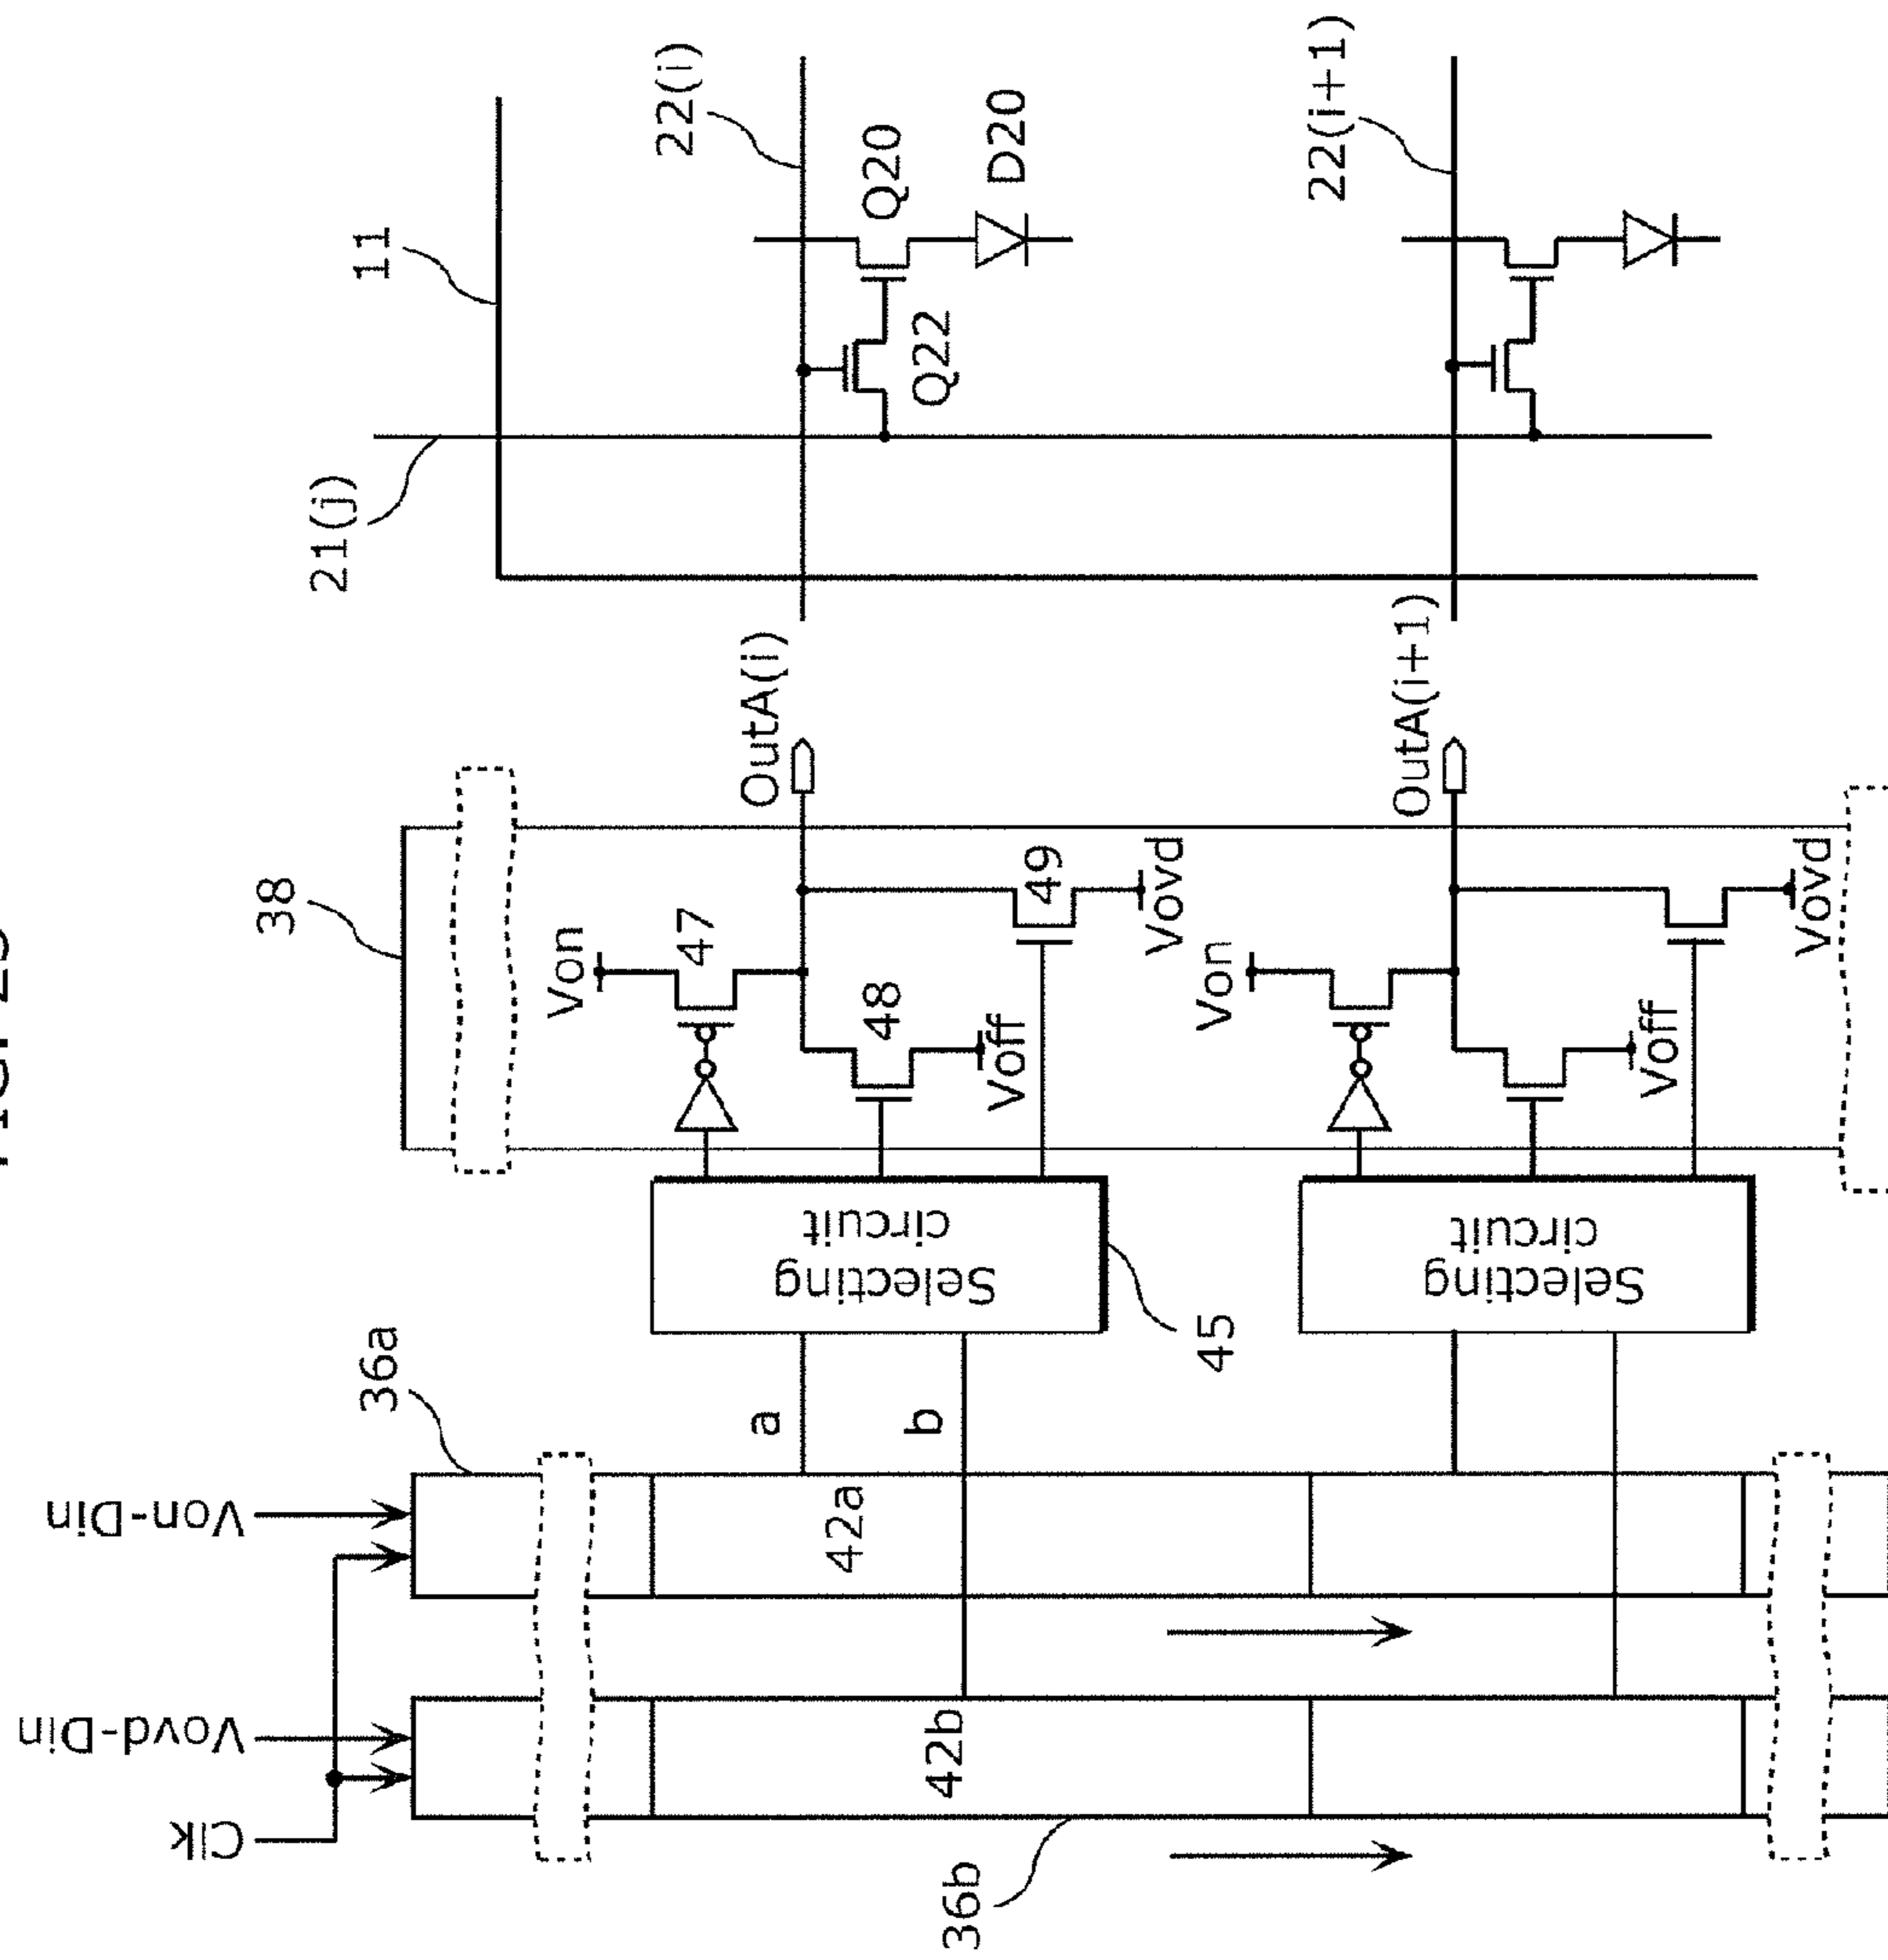 Clk
Vovd-Din
Von-Din
36b
36a
42b
42a
a
b
Selecting
circuit
45
Selecting
circuit
38
Von
47
48
Voff
49
Vovd
OutA(i)
Von
Voff
Vovd
OutA(i+1)
21(j)
11
22(i)
Q22
Q20
D20
22(i+1)